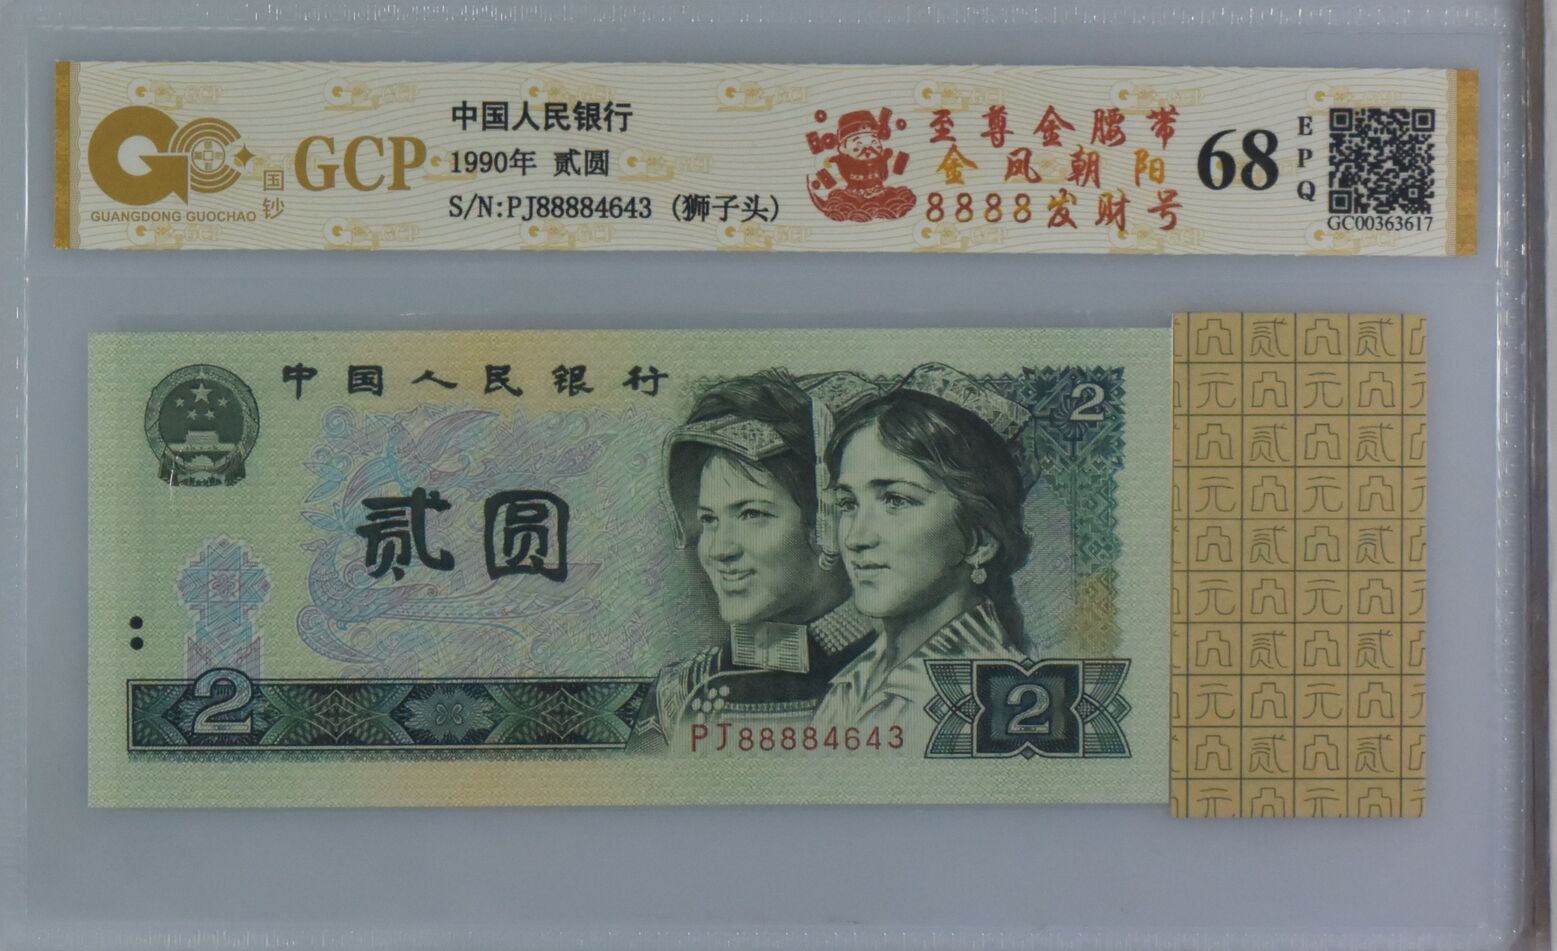 中国人民银行
1990年 贰圆
S/N:PJ88884643 (狮子头)
GCP
国钞
GUANGDONG GUOCHAO
至尊金腰带
金凤朝阳
8888发财号
68
EPQ
GC00363617
中国人民银行
2
贰圆
2
PJ88884643
2